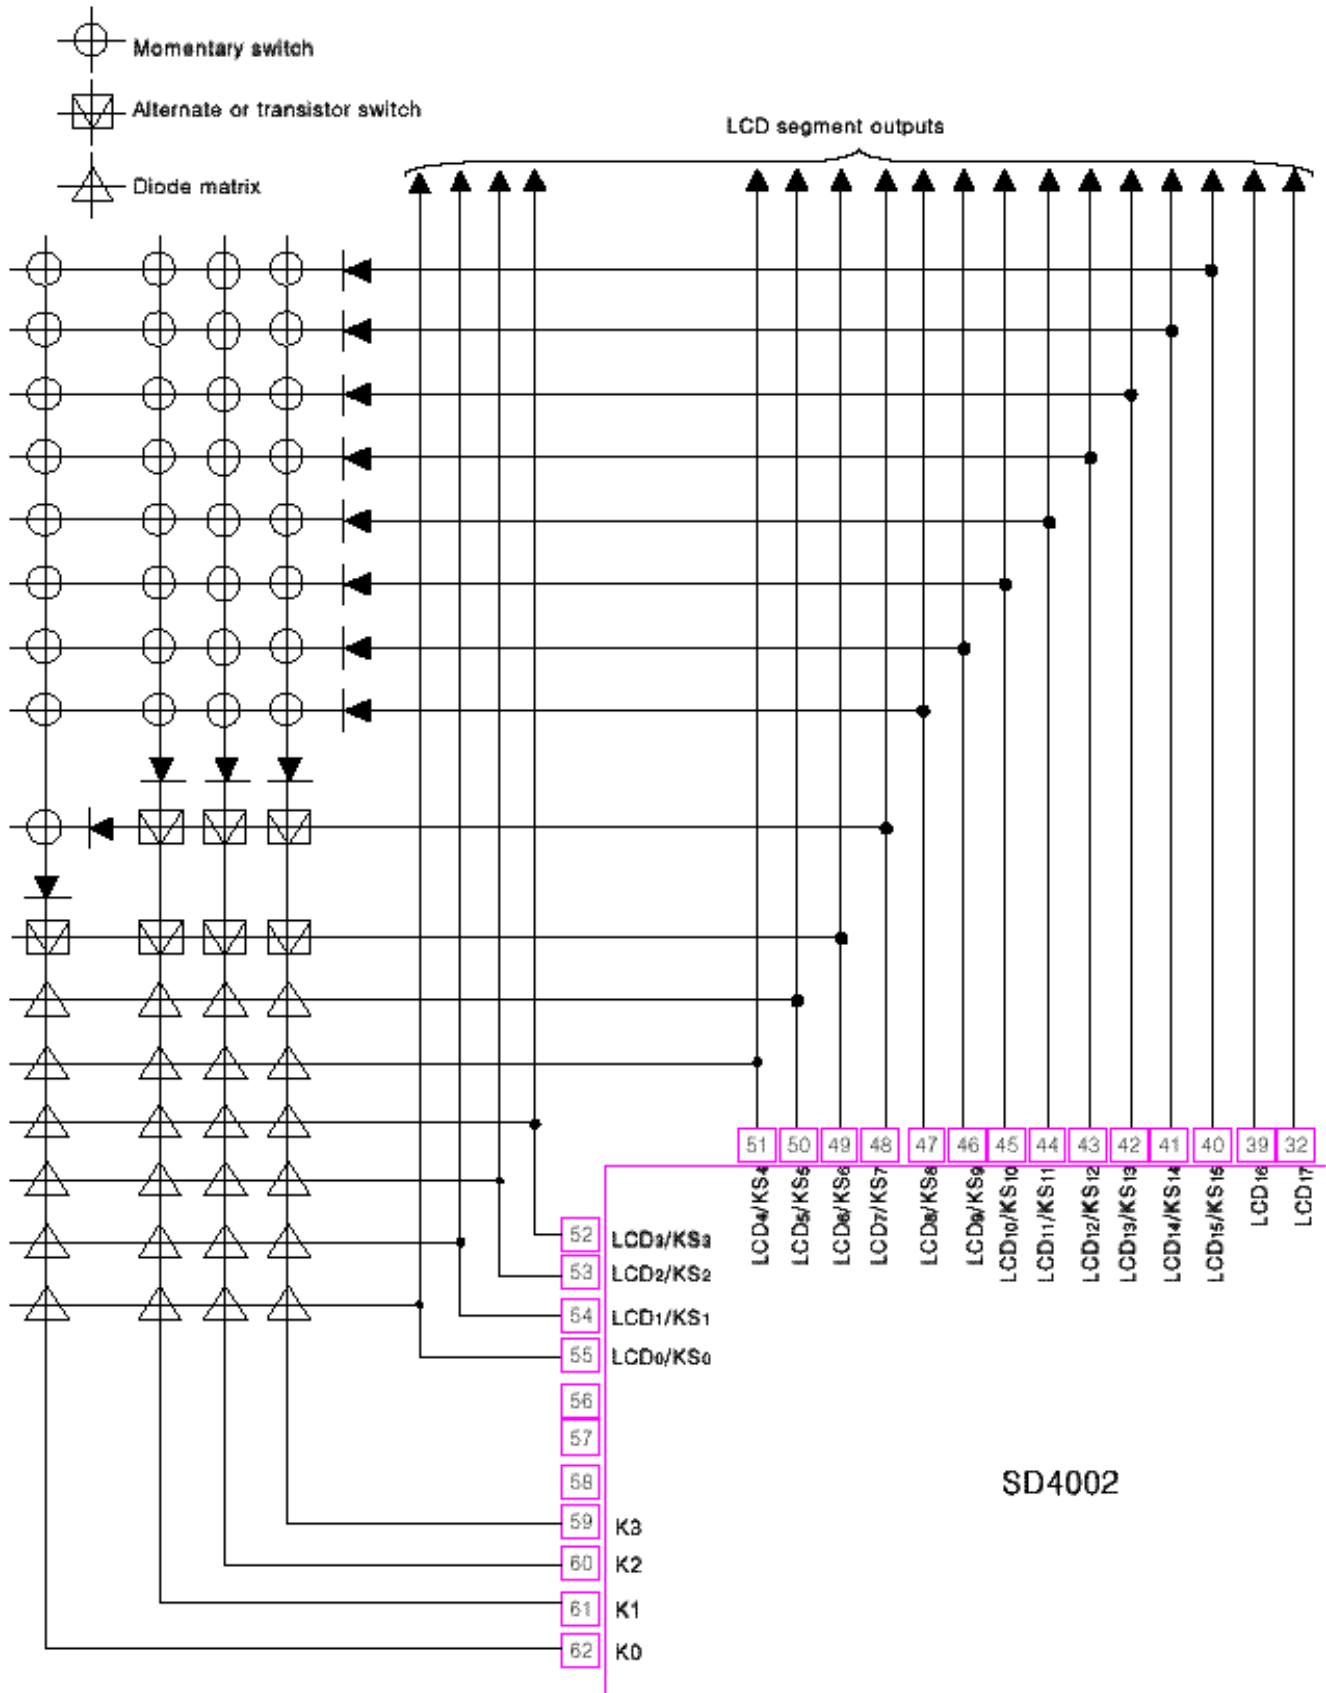 Momentary switch
Alternate or transistor switch
Diode matrix
LCD segment outputs
51 50 49 48 47 46 45 44 43 42 41 40 39 32
LCD4/KS4
LCD5/KS5
LCD6/KS6
LCD7/KS7
LCD8/KS8
LCD9/KS9
LCD10/KS10
LCD11/KS11
LCD12/KS12
LCD13/KS13
LCD14/KS14
LCD15/KS15
LCD16
LCD17
52 LCD3/KS3
53 LCD2/KS2
54 LCD1/KS1
55 LCD0/KS0
56
57
58
59 K3
60 K2
61 K1
62 K0
SD4002